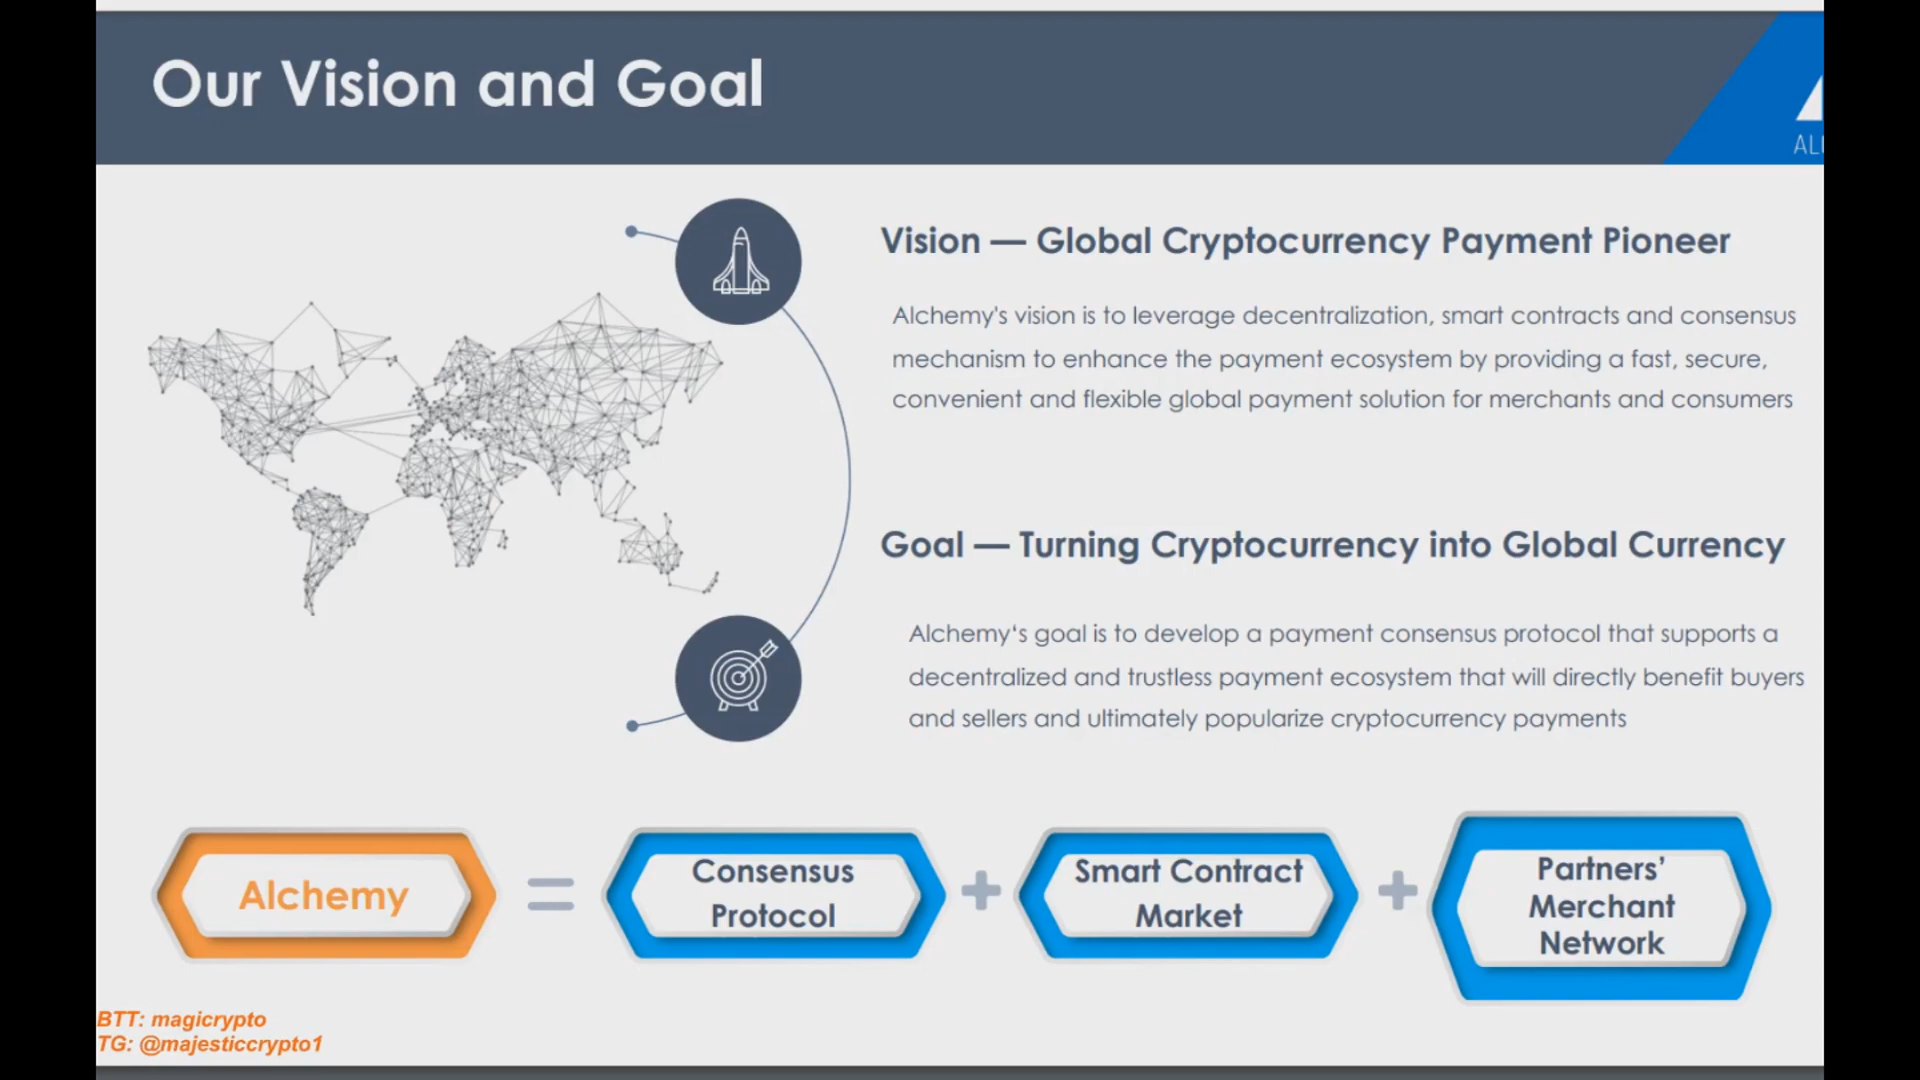 Our Vision and Goal
Vision — Global Cryptocurrency Payment Pioneer
Alchemy's vision is to leverage decentralization, smart contracts and consensus
mechanism to enhance the payment ecosystem by providing a fast, secure,
convenient and flexible global payment solution for merchants and consumers
Goal — Turning Cryptocurrency into Global Currency
Alchemy‘s goal is to develop a payment consensus protocol that supports a
decentralized and trustless payment ecosystem that will directly benefit buyers
and sellers and ultimately popularize cryptocurrency payments
Alchemy
=
Consensus
Protocol
+
Smart Contract
Market
+
Partners’
Merchant
Network
BTT: magicrypto
TG: @majesticcrypto1